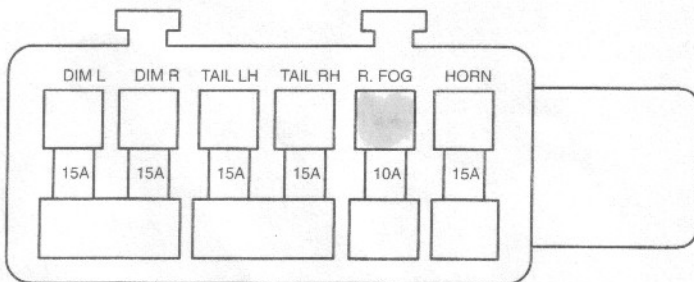 DIM L DIM R TAIL LH TAIL RH R. FOG HORN
15A 15A 15A 15A 10A 15A